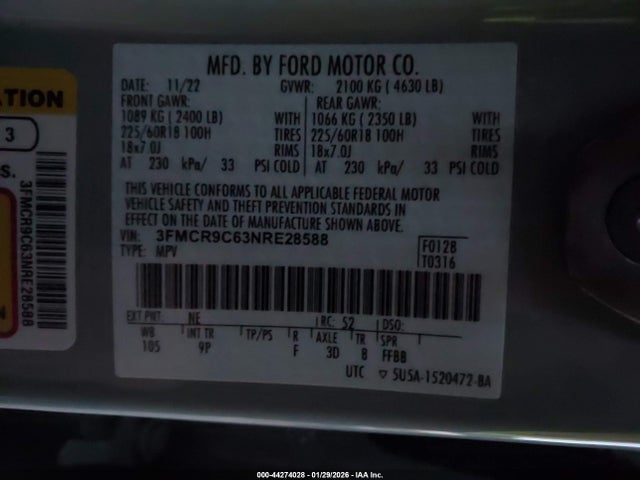 ATION
3
S.
3FMCR9C63NRE28588
MFD. BY FORD MOTOR CO.
DATE: 11/22 GVWR: 2100 KG ( 4630 LB)
FRONT GAWR: REAR GAWR:
1089 KG ( 2400 LB) WITH 1066 KG ( 2350 LB) WITH
225/60R18 100H TIRES 225/60R18 100H TIRES
18x7.0J RIMS 18x7.0J RIMS
AT 230 kPa/ 33 PSI COLD AT 230 kPa/ 33 PSI COLD
THIS VEHICLE CONFORMS TO ALL APPLICABLE FEDERAL MOTOR
VEHICLE SAFETY AND THEFT PREVENTION STANDARDS IN
EFFECT ON THE DATE OF MANUFACTURE SHOWN ABOVE.
VIN: 3FMCR9C63NRE28588 F0128
TYPE: MPV T0316
EXT PNT: NE RC: 52 DSO:
WB INT TR TP/PS R AXLE TR SPR
105 9P F 3D 8 FFBB
UTC ▽ 5U5A-1520472-BA
000-44274028 - 01/29/2026 - IAA Inc.